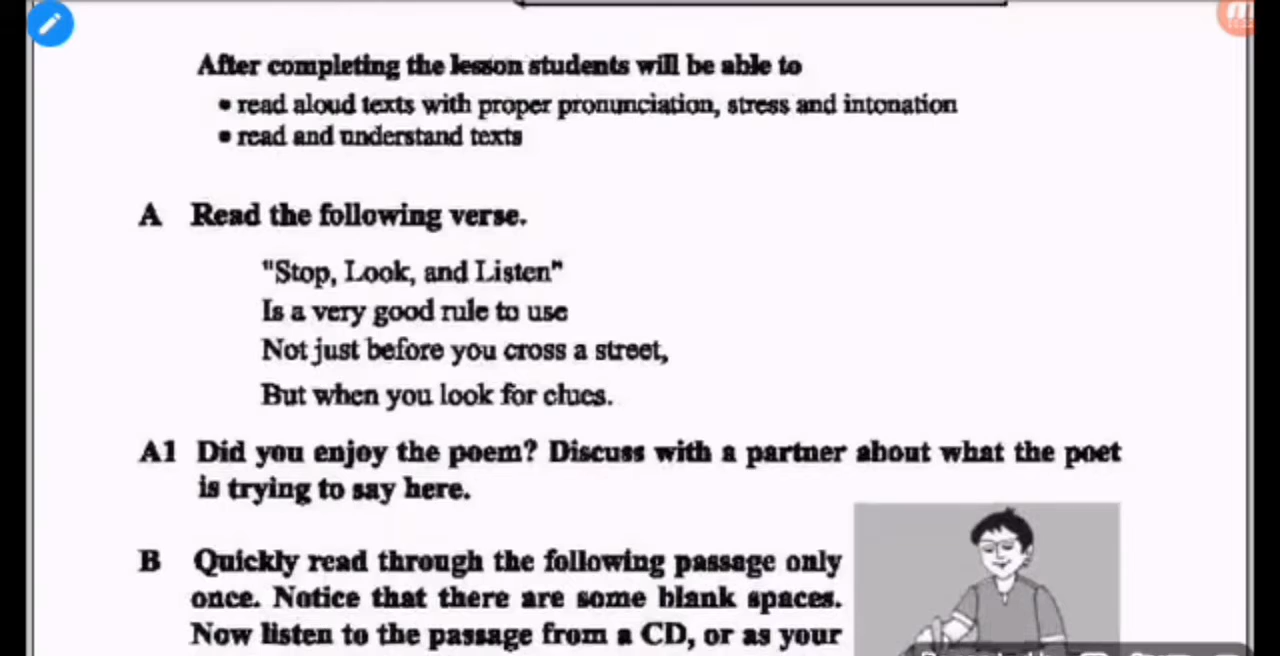 After completing the lesson students will be able to
• read aloud texts with proper pronunciation, stress and intonation
• read and understand texts
A Read the following verse.
"Stop, Look, and Listen"
Is a very good rule to use
Not just before you cross a street,
But when you look for clues.
A1 Did you enjoy the poem? Discuss with a partner about what the poet
is trying to say here.
B Quickly read through the following passage only
once. Notice that there are some blank spaces.
Now listen to the passage from a CD, or as your